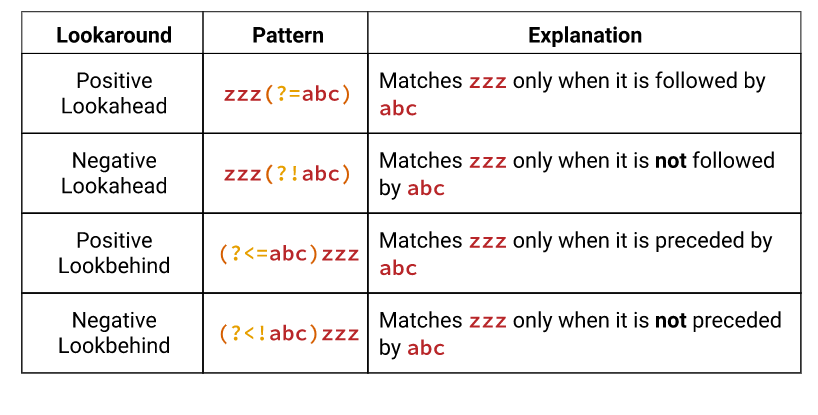 Lookaround Pattern Explanation
Positive
Lookahead
zzz(?=abc)
Matches zzz only when it is followed by
abc
Negative
Lookahead
zzz(?!abc)
Matches zzz only when it is not followed
by abc
Positive
Lookbehind
(?<=abc)zzz
Matches zzz only when it is preceded by
abc
Negative
Lookbehind
(?<!abc)zzz
Matches zzz only when it is not preceded
by abc